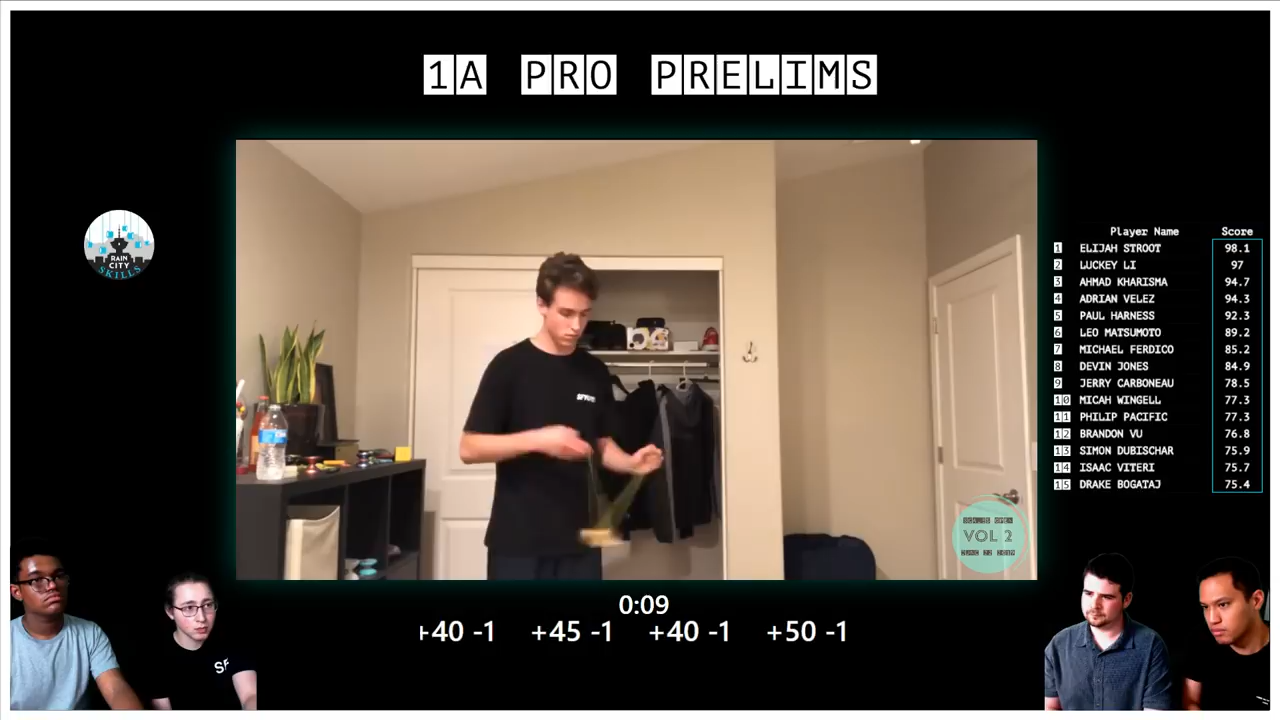 1A PRO PRELIMS
RAIN
CITY
SKILLS
Player Name Score
1 ELIJAH STROOT 98.1
2 LUCKEY LI 97
3 AHMAD KHARISMA 94.7
4 ADRIAN VELEZ 94.3
5 PAUL HARNESS 92.3
6 LEO MATSUMOTO 89.2
7 MICHAEL FERDICO 85.2
8 DEVIN JONES 84.9
9 JERRY CARBONEAU 78.5
10 MICAH WINGELL 77.3
11 PHILIP PACIFIC 77.3
12 BRANDON VU 76.8
13 SIMON DUBISCHAR 75.9
14 ISAAC VITERI 75.7
15 DRAKE BOGATAJ 75.4
VOL 2
0:09
+40 -1 +45 -1 +40 -1 +50 -1
SF